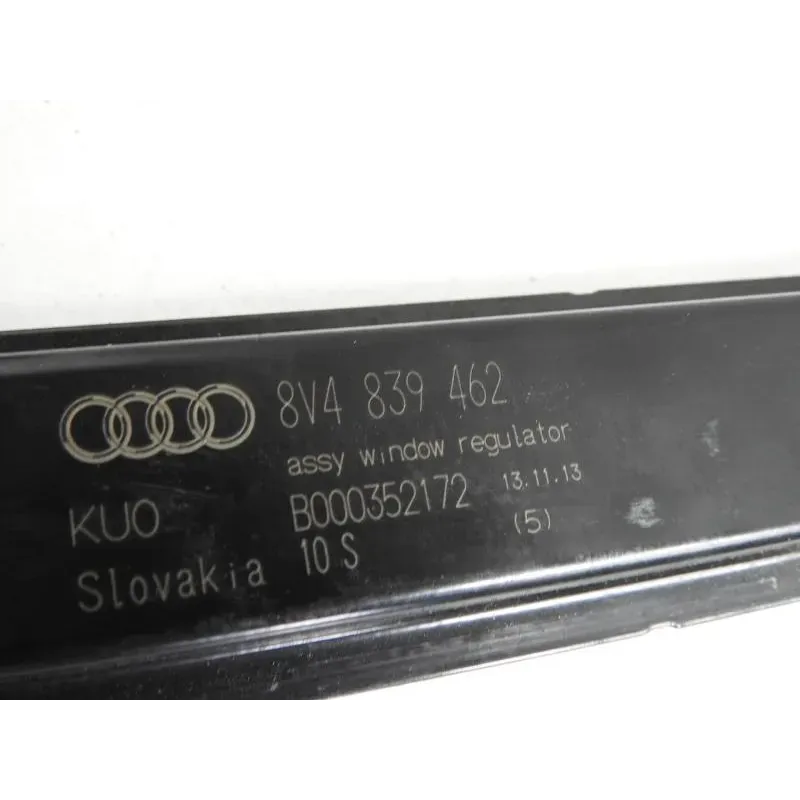 8V4 839 462
assy window regulator
KUO B000352172 13.11.13
Slovakia 10 S (5)